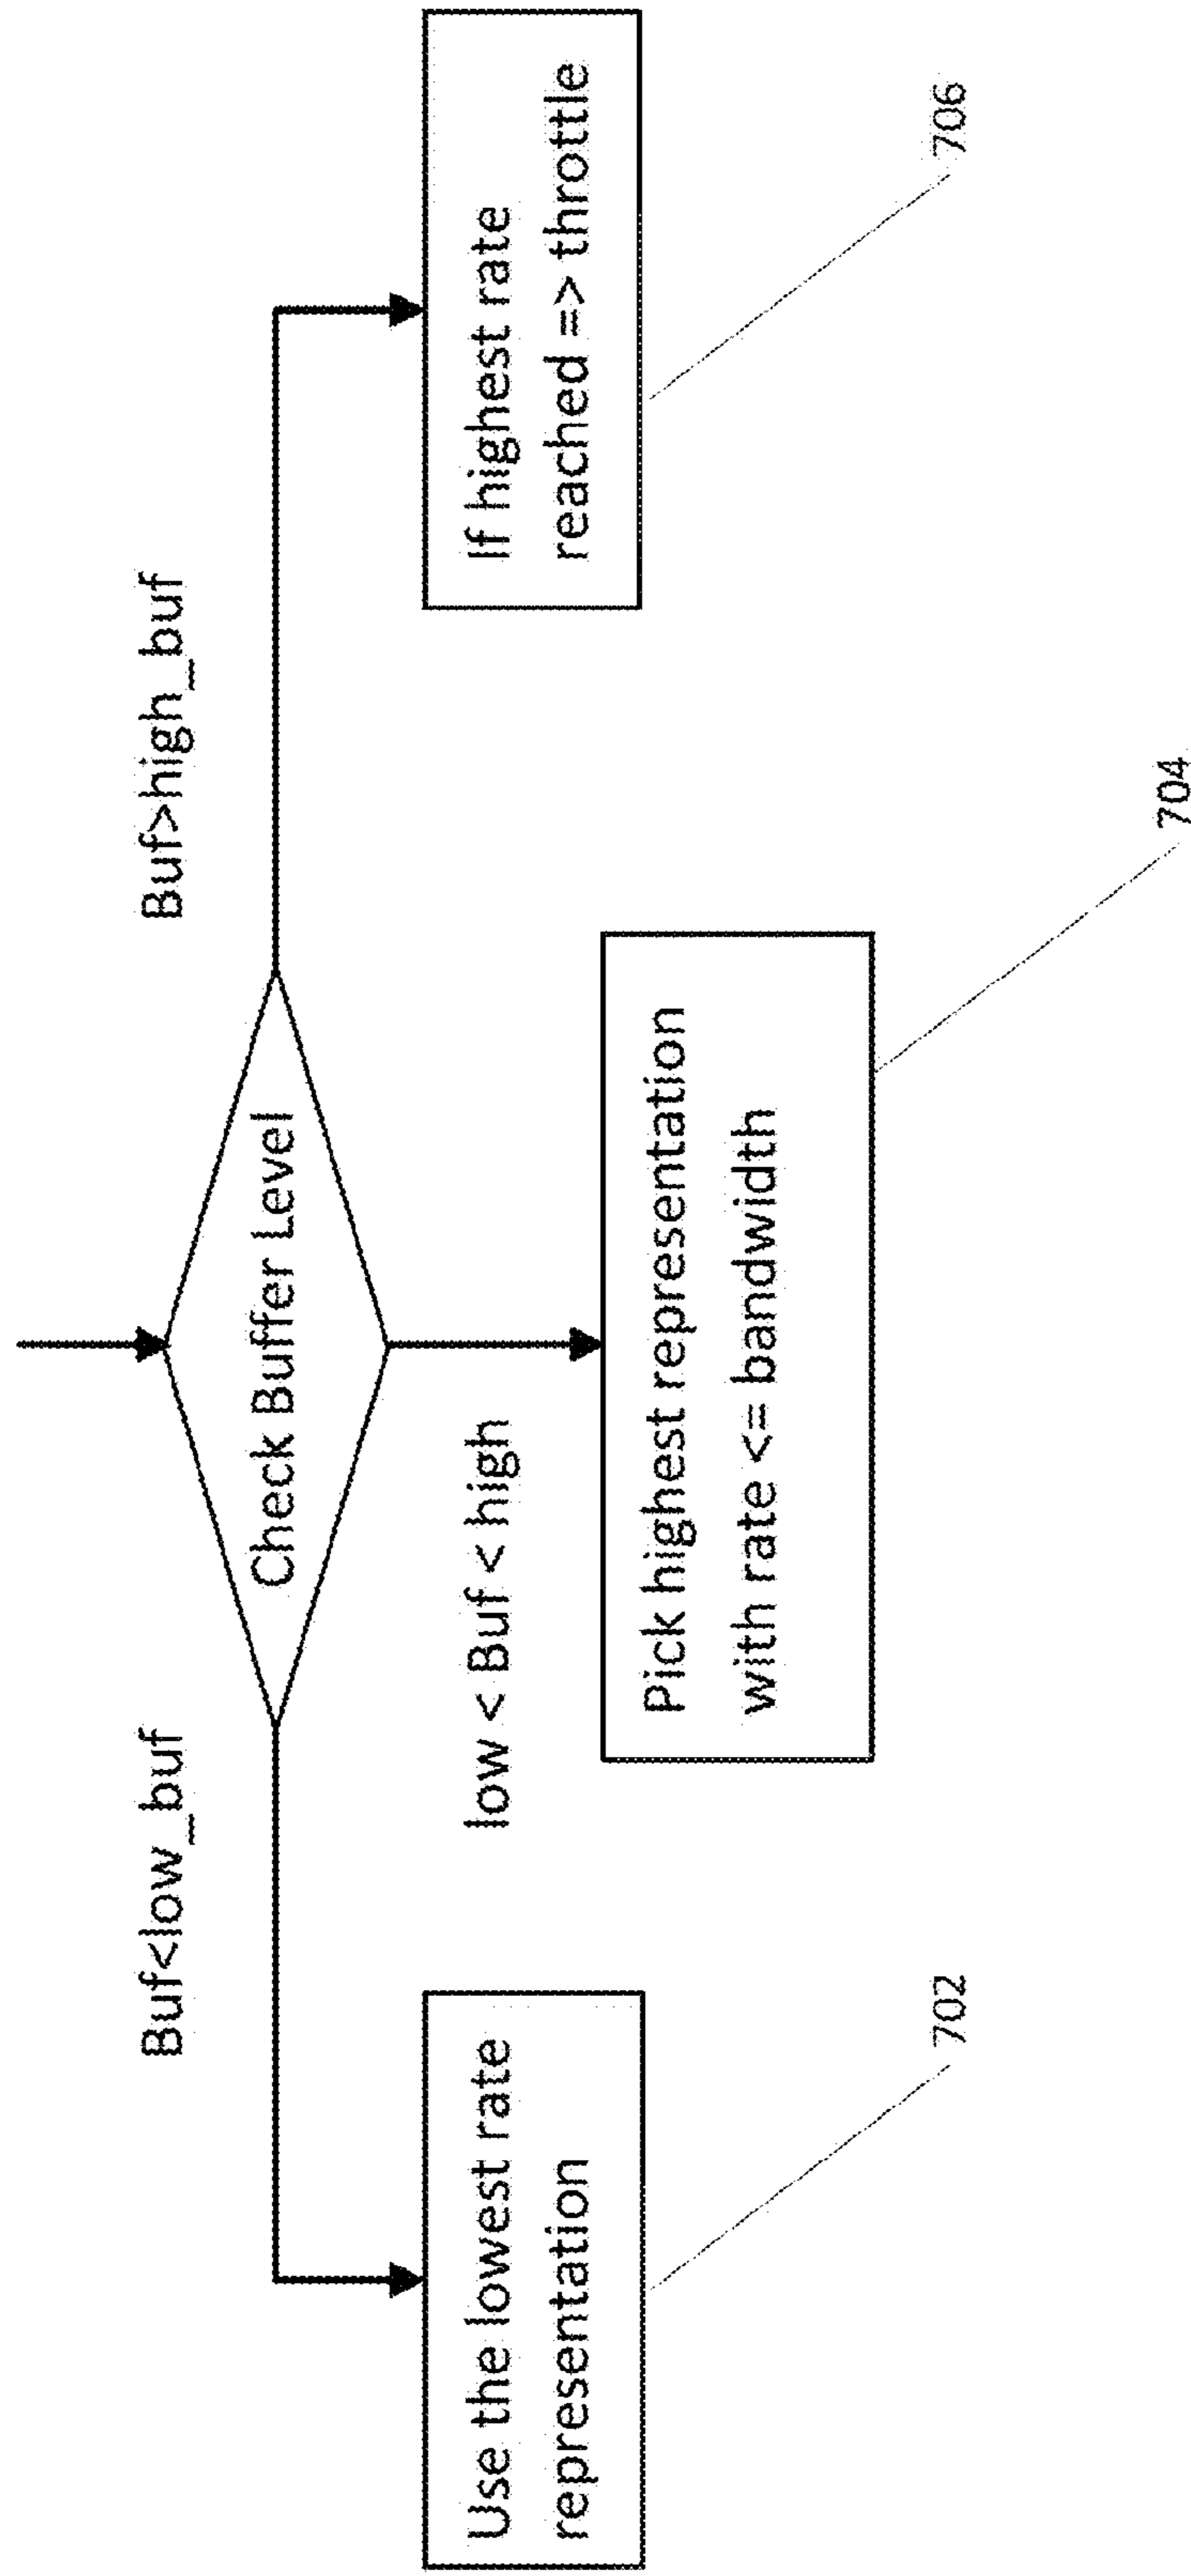 Check Buffer Level
Buf<low_buf
Buf>high_buf
low < Buf < high
Use the lowest rate
representation
702
Pick highest representation
with rate <= bandwidth
704
If highest rate
reached => throttle
706